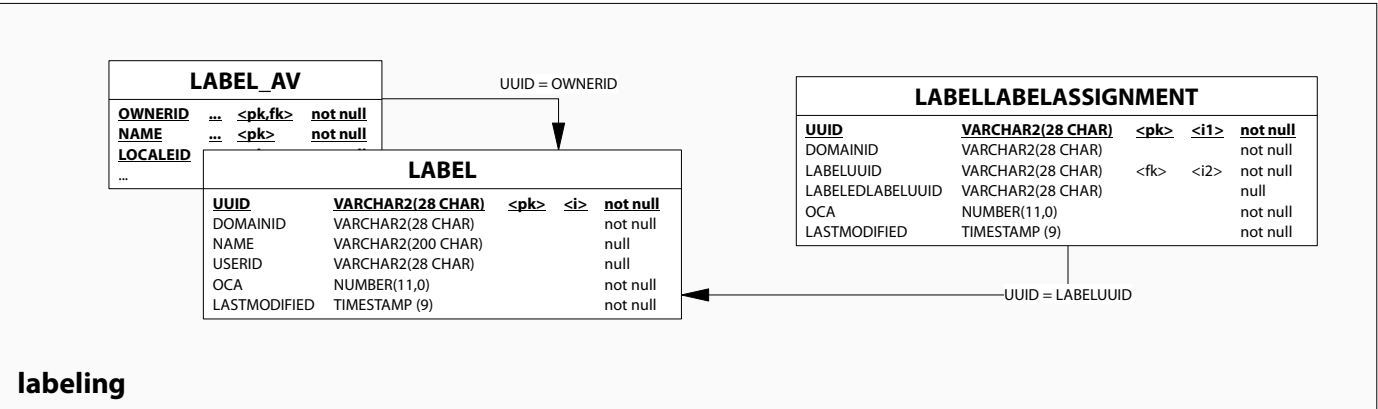 LABEL_AV
OWNERID ... <pk,fk> not null
NAME ... <pk> not null
LOCALEID
...
UUID = OWNERID
LABEL
UUID VARCHAR2(28 CHAR) <pk> <i> not null
DOMAINID VARCHAR2(28 CHAR) not null
NAME VARCHAR2(200 CHAR) null
USERID VARCHAR2(28 CHAR) null
OCA NUMBER(11,0) not null
LASTMODIFIED TIMESTAMP (9) not null
LABELLABELASSIGNMENT
UUID VARCHAR2(28 CHAR) <pk> <i1> not null
DOMAINID VARCHAR2(28 CHAR) not null
LABELUUID VARCHAR2(28 CHAR) <fk> <i2> not null
LABELEDLABELUUID VARCHAR2(28 CHAR) null
OCA NUMBER(11,0) not null
LASTMODIFIED TIMESTAMP (9) not null
UUID = LABELUUID
labeling